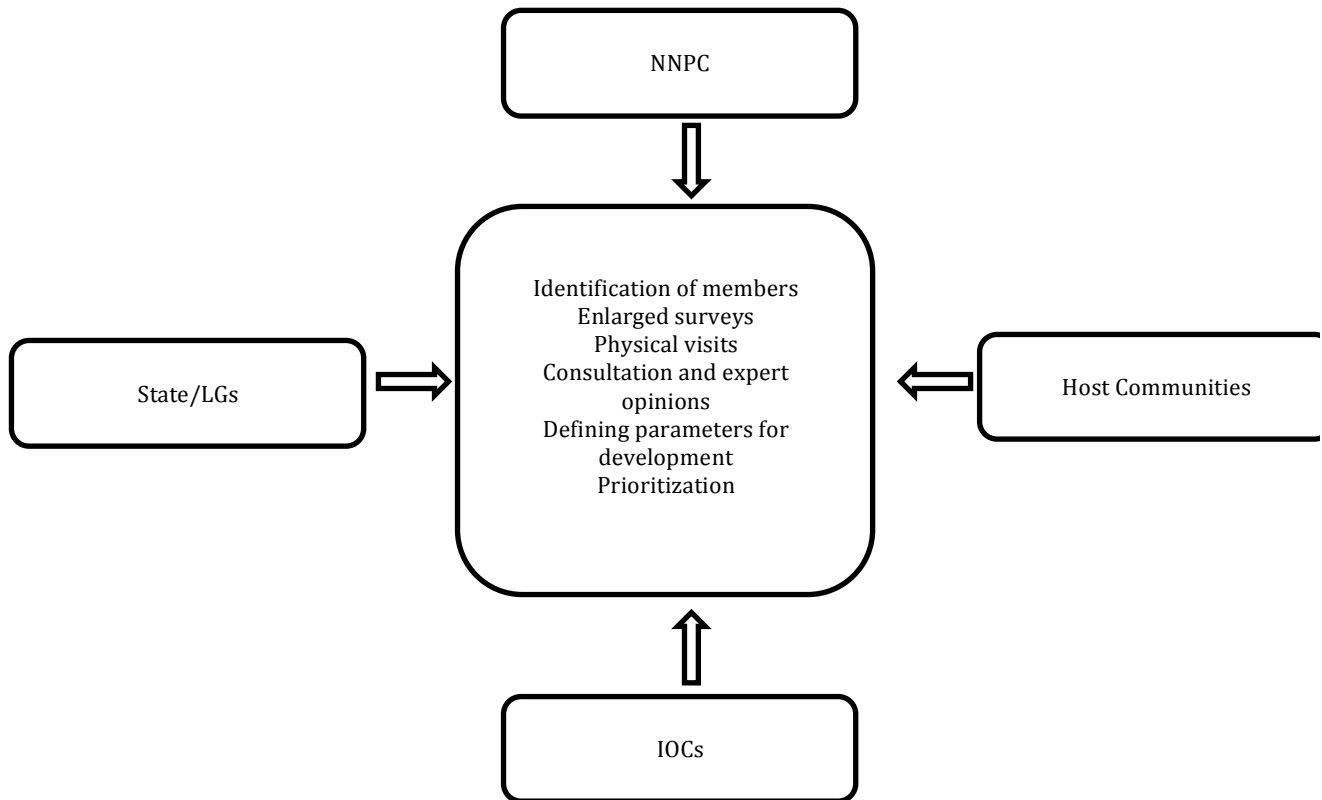 NNPC
Identification of members
Enlarged surveys
Physical visits
Consultation and expert
opinions
Defining parameters for
development
Prioritization
State/LGs
Host Communities
IOCs